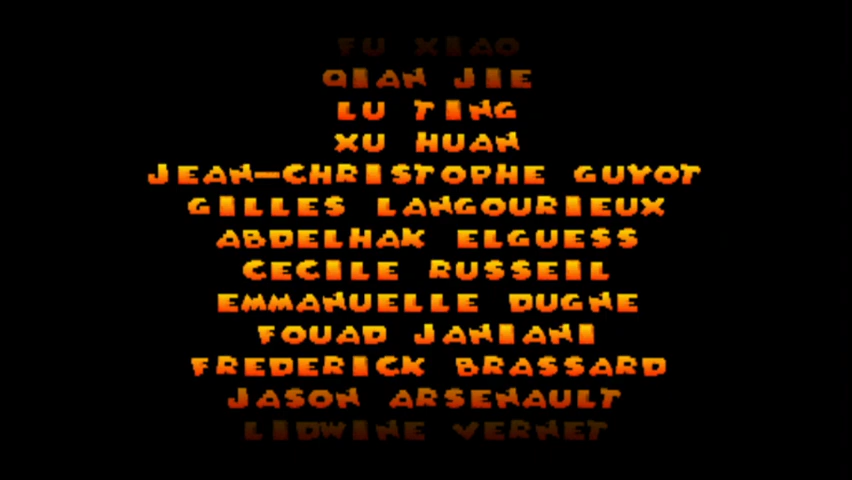 FU XIAO
QIAN JIE
LU TING
XU HUAN
JEAN-CHRISTOPHE GUYOT
GILLES LANGOURIEUX
ABDELHAK ELGUESS
CECILE RUSSEIL
EMMANUELLE DUGNE
FOUAD JANIANI
FREDERICK BRASSARD
JASON ARSENAULT
LIDWINE VERNET